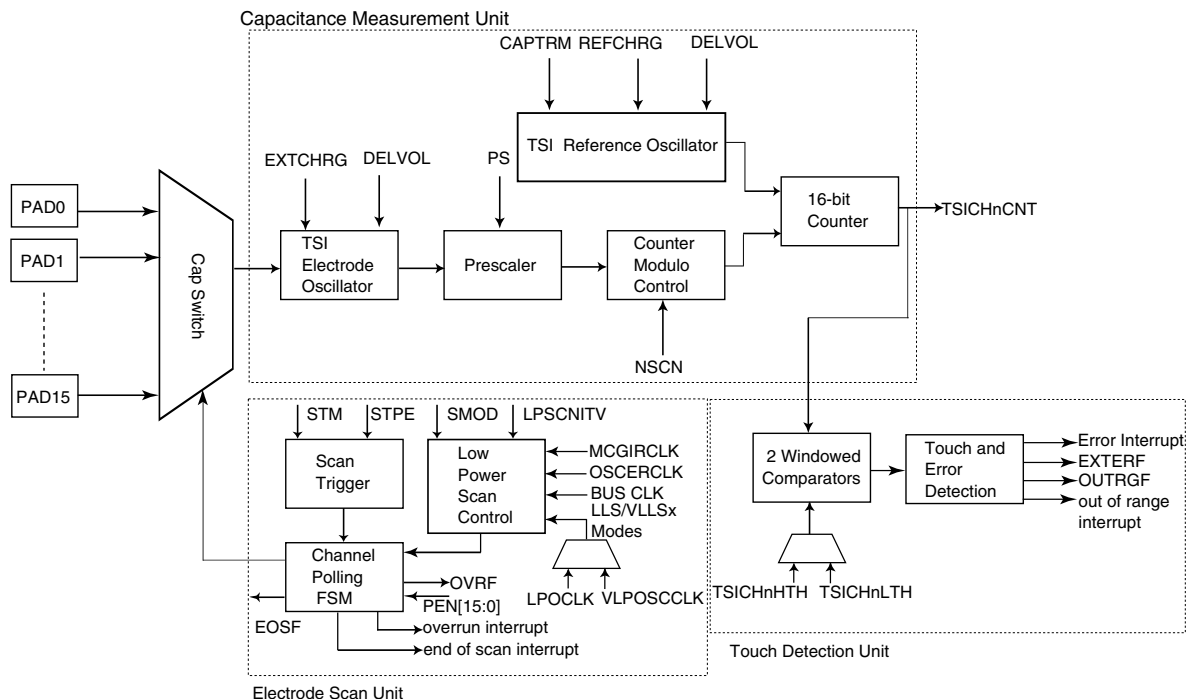 Capacitance Measurement Unit
CAPTRM REFCHRG DELVOL
TSI Reference Oscillator
EXTCHRG DELVOL PS
PAD0
PAD1
PAD15
Cap Switch
TSI
Electrode
Oscillator
Prescaler
Counter
Modulo
Control
16-bit
Counter
TSICHnCNT
NSCN
STM STPE SMOD LPSCNITV
Scan
Trigger
Low
Power
Scan
Control
MCGIRCLK
OSCERCLK
BUS CLK
LLS/VLLSx
Modes
LPOCLK VLPOSCCLK
Channel
Polling
FSM
OVRF
PEN[15:0]
EOSF
overrun interrupt
end of scan interrupt
Electrode Scan Unit
2 Windowed
Comparators
Touch and
Error
Detection
Error Interrupt
EXTERF
OUTRGF
out of range
interrupt
TSICHnHTH TSICHnLTH
Touch Detection Unit